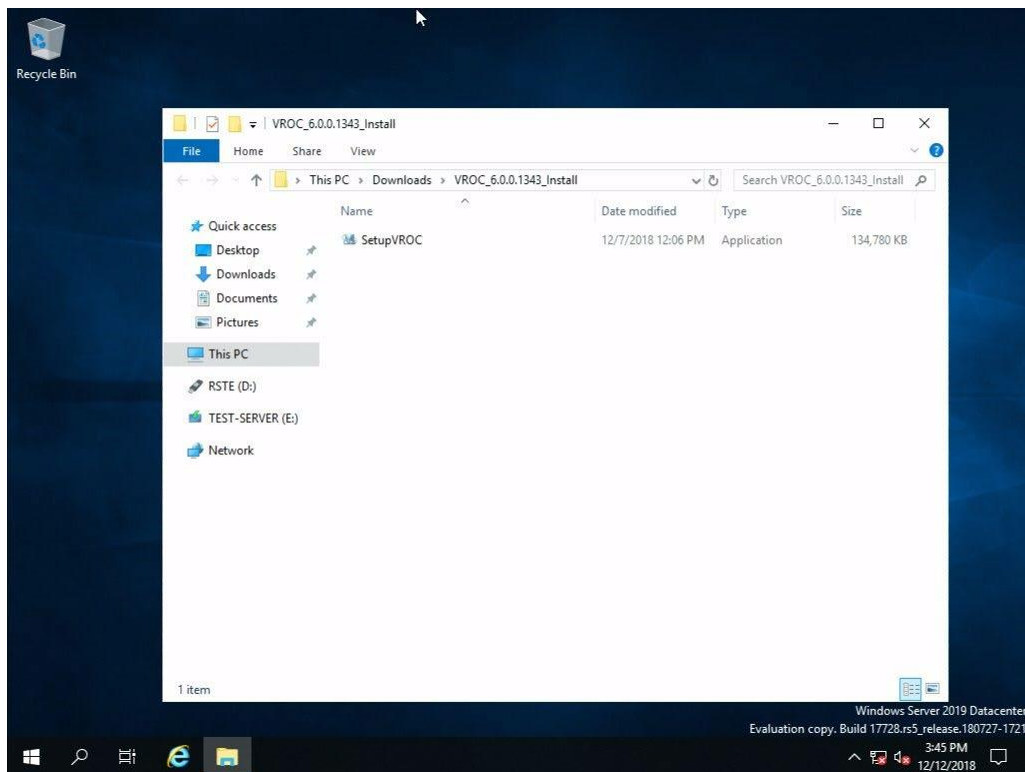 Recycle Bin
VROC_6.0.0.1343_Install
File Home Share View
This PC Downloads VROC_6.0.0.1343_Install
Search VROC_6.0.0.1343_Install
Name Date modified Type Size
SetupVROC 12/7/2018 12:06 PM Application 134,780 KB
Quick access
Desktop
Downloads
Documents
Pictures
This PC
RSTE (D:)
TEST-SERVER (E:)
Network
1 item
Windows Server 2019 Datacenter
Evaluation copy. Build 17728.rs5_release.180727-1721
3:45 PM
12/12/2018